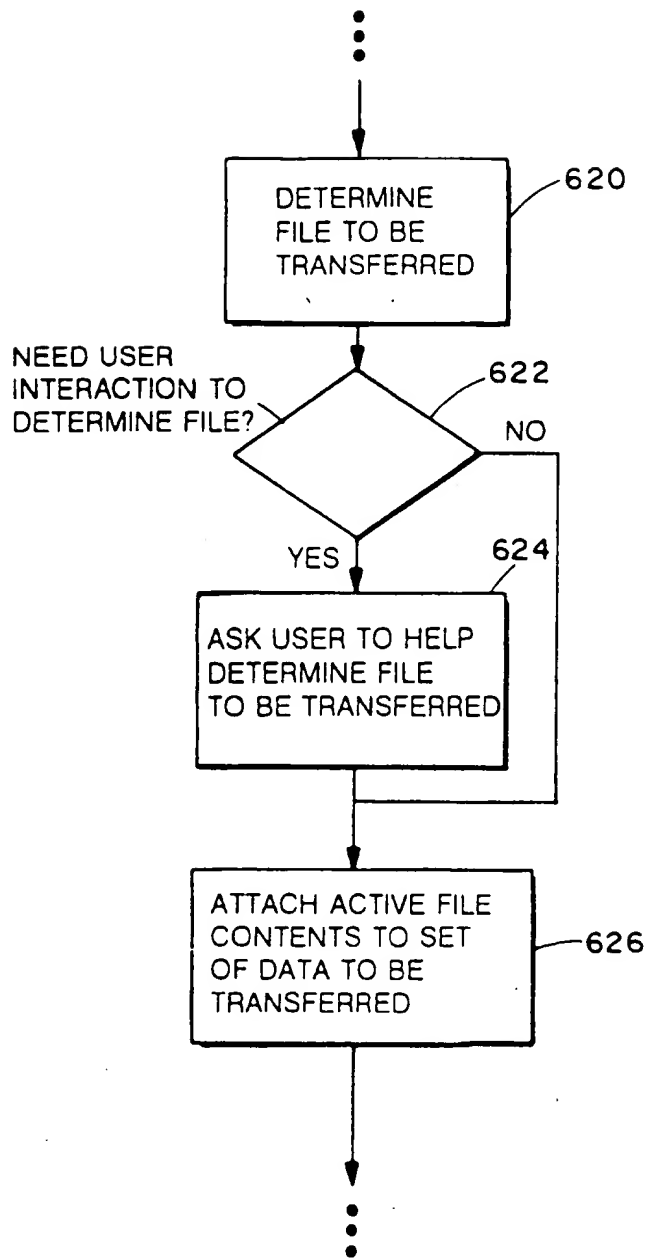 DETERMINE
FILE TO BE
TRANSFERRED
620
NEED USER
INTERACTION TO
DETERMINE FILE?
622
NO
YES
624
ASK USER TO HELP
DETERMINE FILE
TO BE TRANSFERRED
ATTACH ACTIVE FILE
CONTENTS TO SET
OF DATA TO BE
TRANSFERRED
626